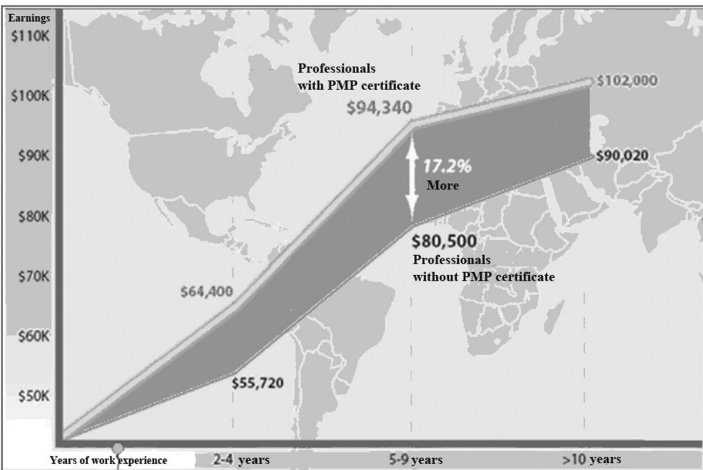 Earnings
$110K
$100K
$90K
$80K
$70K
$60K
$50K
Professionals
with PMP certificate
$94,340
$102,000
17.2%
More
$90,020
$80,500
Professionals
without PMP certificate
$64,400
$55,720
Years of work experience
2-4 years
5-9 years
>10 years